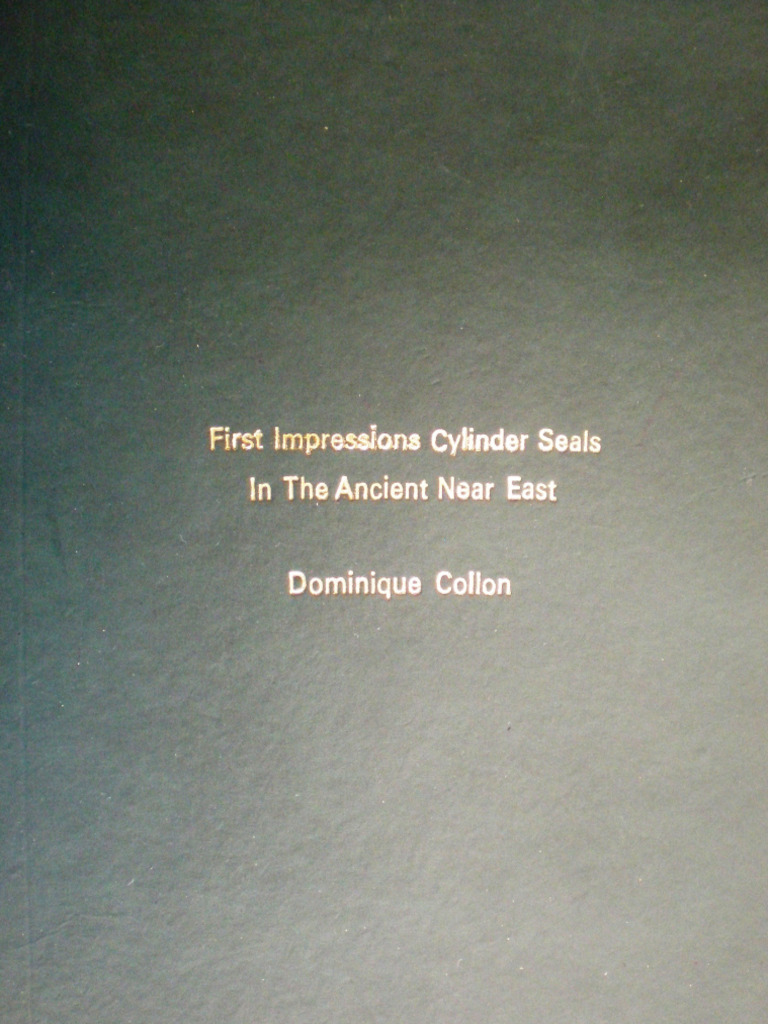 First Impressions Cylinder Seals
In The Ancient Near East
Dominique Collon